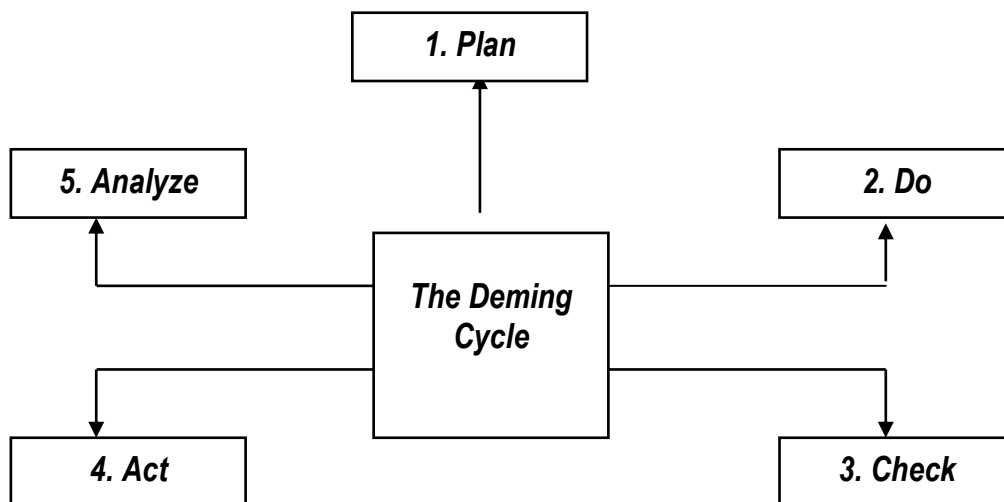 1. Plan
5. Analyze
2. Do
The Deming
Cycle
4. Act
3. Check